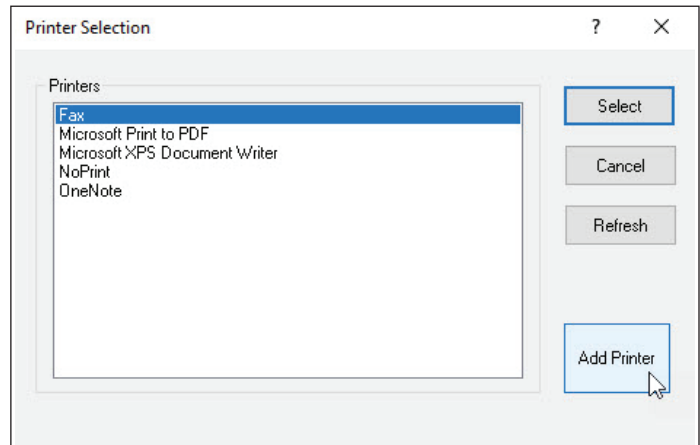 Printer Selection
?
Printers
Fax
Microsoft Print to PDF
Microsoft XPS Document Writer
NoPrint
OneNote
Select
Cancel
Refresh
Add Printer